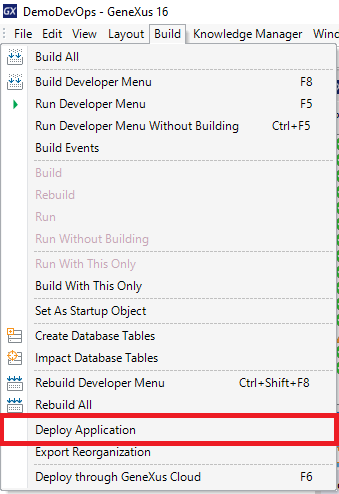 GX DemoDevOps - GeneXus 16
File Edit View Layout Build Knowledge Manager
Build All
Build Developer Menu F8
Run Developer Menu F5
Run Developer Menu Without Building Ctrl+F5
Build Events
Build
Rebuild
Run
Run Without Building
Run With This Only
Build With This Only
Set As Startup Object
Create Database Tables
Impact Database Tables
Rebuild Developer Menu Ctrl+Shift+F8
Rebuild All
Deploy Application
Export Reorganization
Deploy through GeneXus Cloud F6